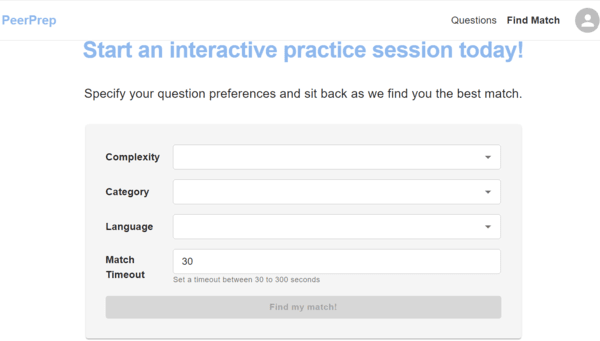 PeerPrep
Questions Find Match
Start an interactive practice session today!
Specify your question preferences and sit back as we find you the best match.
Complexity
Category
Language
Match
Timeout
30
Set a timeout between 30 to 300 seconds
Find my match!